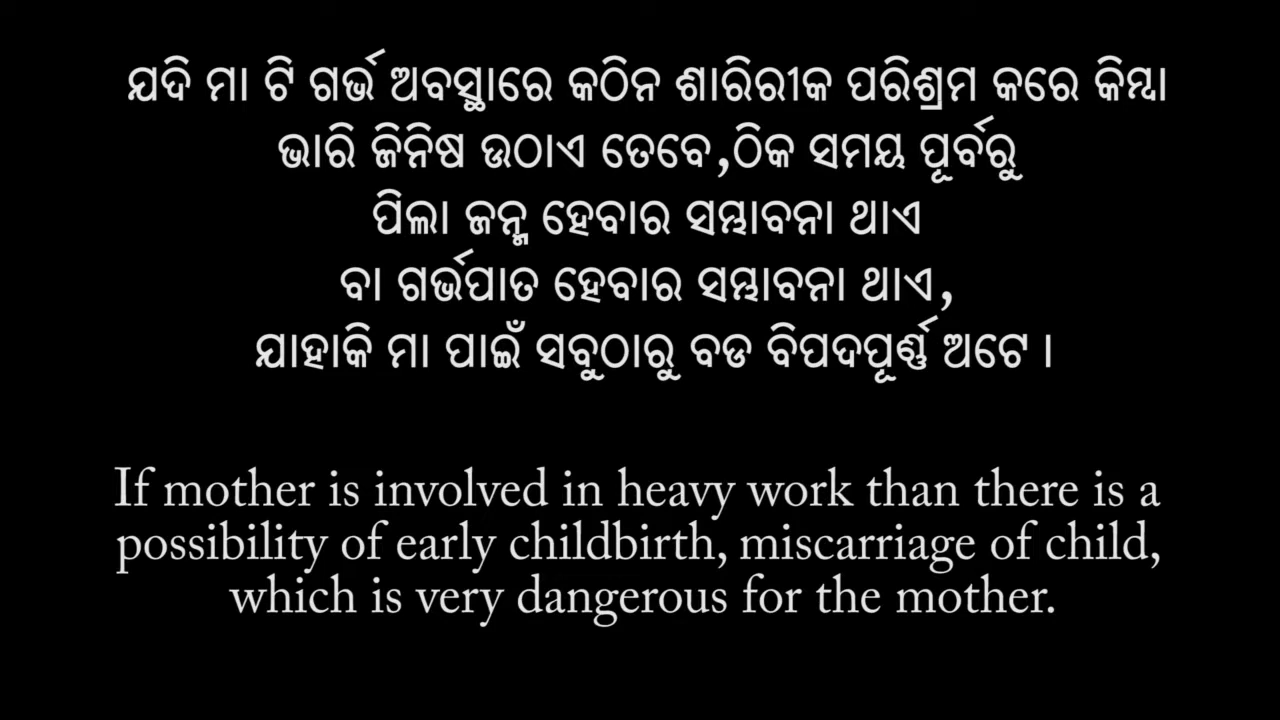 ଯଦି ମା ଟି ଗର୍ଭ ଅବସ୍ଥାରେ କଠିନ ଶାରିରୀକ ପରିଶ୍ରମ କରେ କିମ୍ବା
ଭାରି ଜିନିଷ ଉଠାଏ ତେବେ,ଠିକ ସମୟ ପୂର୍ବରୁ
ପିଲା ଜନ୍ମ ହେବାର ସମ୍ଭାବନା ଥାଏ
ବା ଗର୍ଭପାତ ହେବାର ସମ୍ଭାବନା ଥାଏ,
ଯାହାକି ମା ପାଇଁ ସବୁଠାରୁ ବଡ ବିପଦପୂର୍ଣ୍ଣ ଅଟେ ।
If mother is involved in heavy work than there is a
possibility of early childbirth, miscarriage of child,
which is very dangerous for the mother.